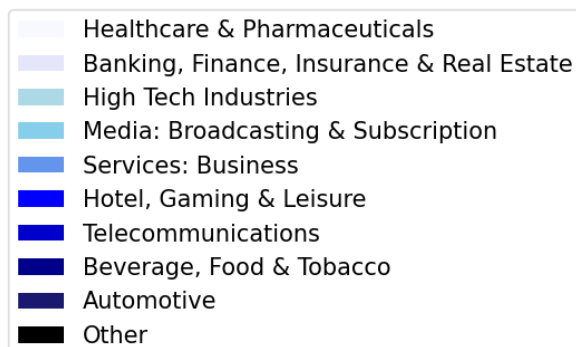 Healthcare & Pharmaceuticals
Banking, Finance, Insurance & Real Estate
High Tech Industries
Media: Broadcasting & Subscription
Services: Business
Hotel, Gaming & Leisure
Telecommunications
Beverage, Food & Tobacco
Automotive
Other